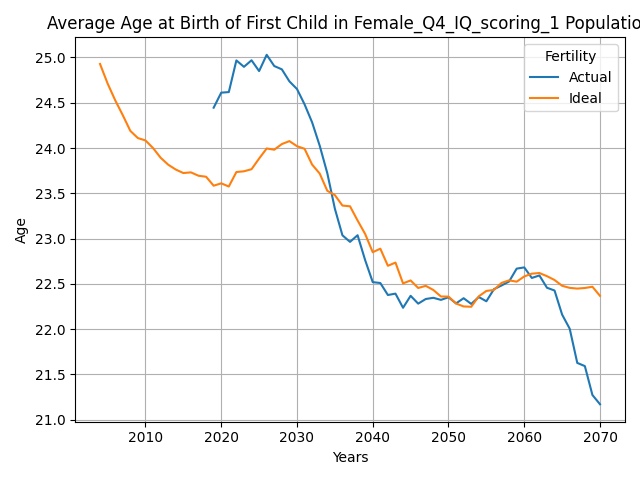 Average Age at Birth of First Child in Female_Q4_IQ_scoring_1 Populatio
25.0
24.5
24.0
23.5
23.0
22.5
22.0
21.5
21.0
Age
Fertility
Actual
Ideal
2010
2020
2030
2040
2050
2060
2070
Years